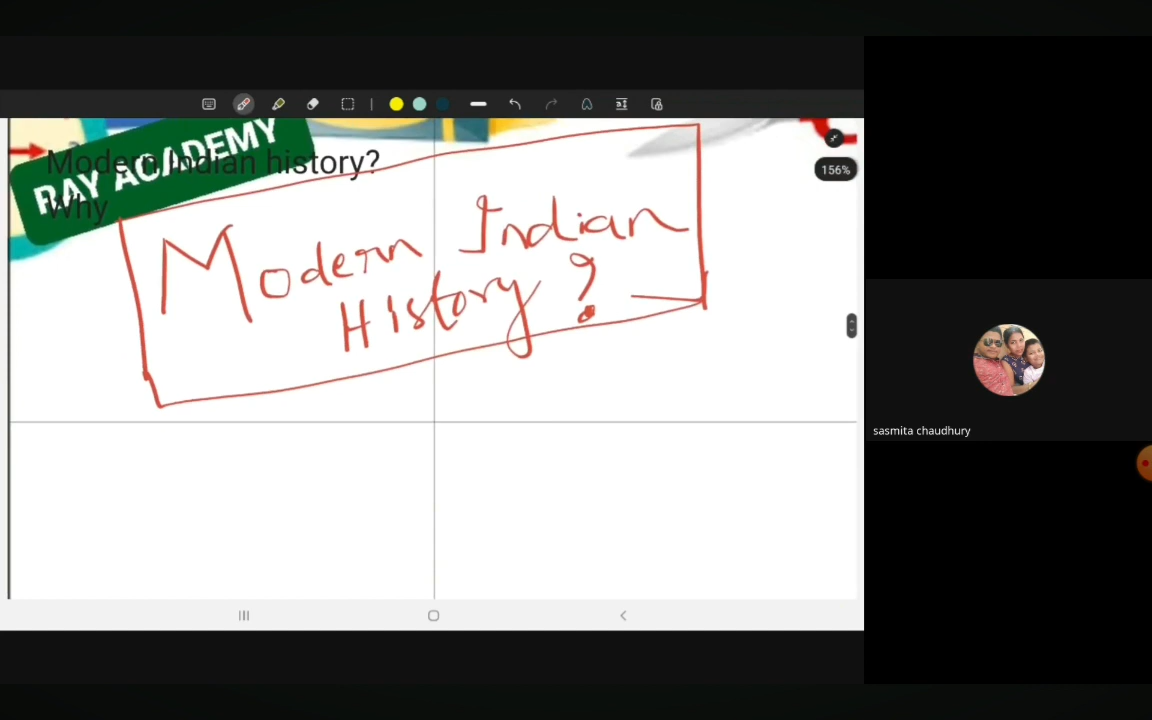 RAY ACADEMY
Modern Indian history?
Why
Modern Indian
History ?
156%
sasmita chaudhury